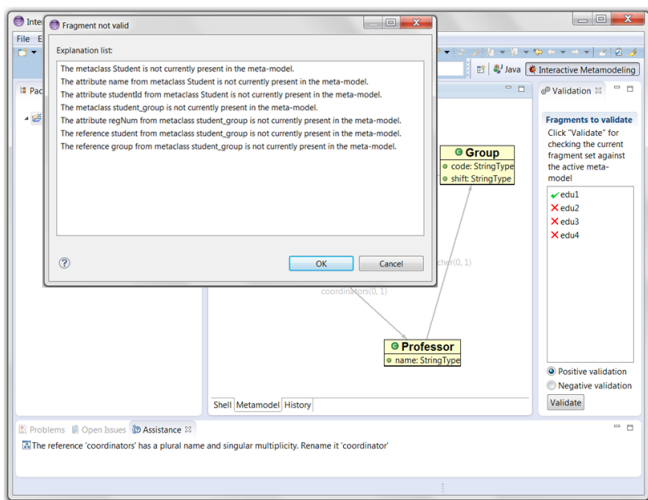 Inte
Fragment not valid
File E
Explanation list:
The metaclass Student is not currently present in the meta-model.
The attribute name from metaclass Student is not currently present in the meta-model.
The attribute studentId from metaclass Student is not currently present in the meta-model.
The metaclass student_group is not currently present in the meta-model.
The attribute regNum from metaclass student_group is not currently present in the meta-model.
The reference student from metaclass student_group is not currently present in the meta-model.
The reference group from metaclass student_group is not currently present in the meta-model.
OK
Cancel
Java
Interactive Metamodeling
Pac
Validation
Fragments to validate
Click "Validate" for
checking the current
fragment set against
the active meta-
model
edu1
edu2
edu3
edu4
Positive validation
Negative validation
Validate
Group
code: StringType
shift: StringType
cher(0, 1)
coordinators(0, 1)
Professor
name: StringType
Shell Metamodel History
Problems Open Issues Assistance
The reference 'coordinators' has a plural name and singular multiplicity. Rename it 'coordinator'